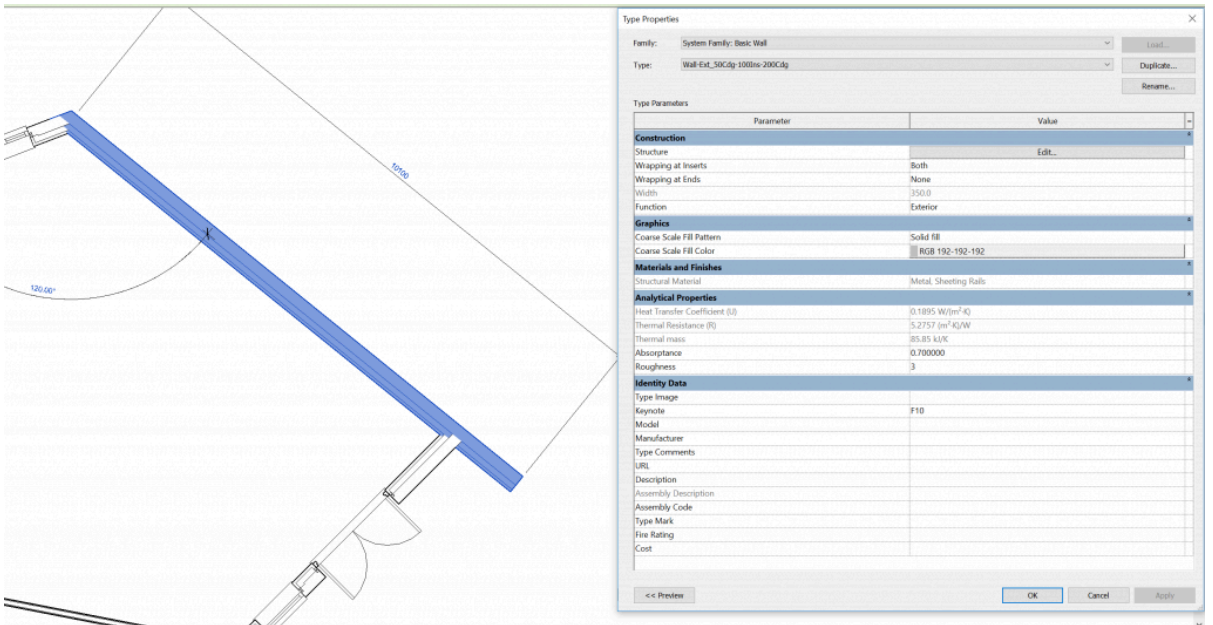 Type Properties
Family: System Family: Basic Wall Load...
Type: Wall-Ext_50Cdg-100Ins-200Cdg Duplicate...
Rename...
Type Parameters
Parameter Value
Construction
Structure Edit...
Wrapping at Inserts Both
Wrapping at Ends None
Width 350.0
Function Exterior
Graphics
Coarse Scale Fill Pattern Solid fill
Coarse Scale Fill Color RGB 192-192-192
Materials and Finishes
Structural Material Metal, Sheeting Rails
Analytical Properties
Heat Transfer Coefficient (U) 0.1895 W/(m²·K)
Thermal Resistance (R) 5.2757 (m²·K)/W
Thermal mass 85.85 kJ/K
Absorptance 0.700000
Roughness 3
Identity Data
Type Image
Keynote F10
Model
Manufacturer
Type Comments
URL
Description
Assembly Description
Assembly Code
Type Mark
Fire Rating
Cost
<< Preview OK Cancel Apply
10100
120.00°